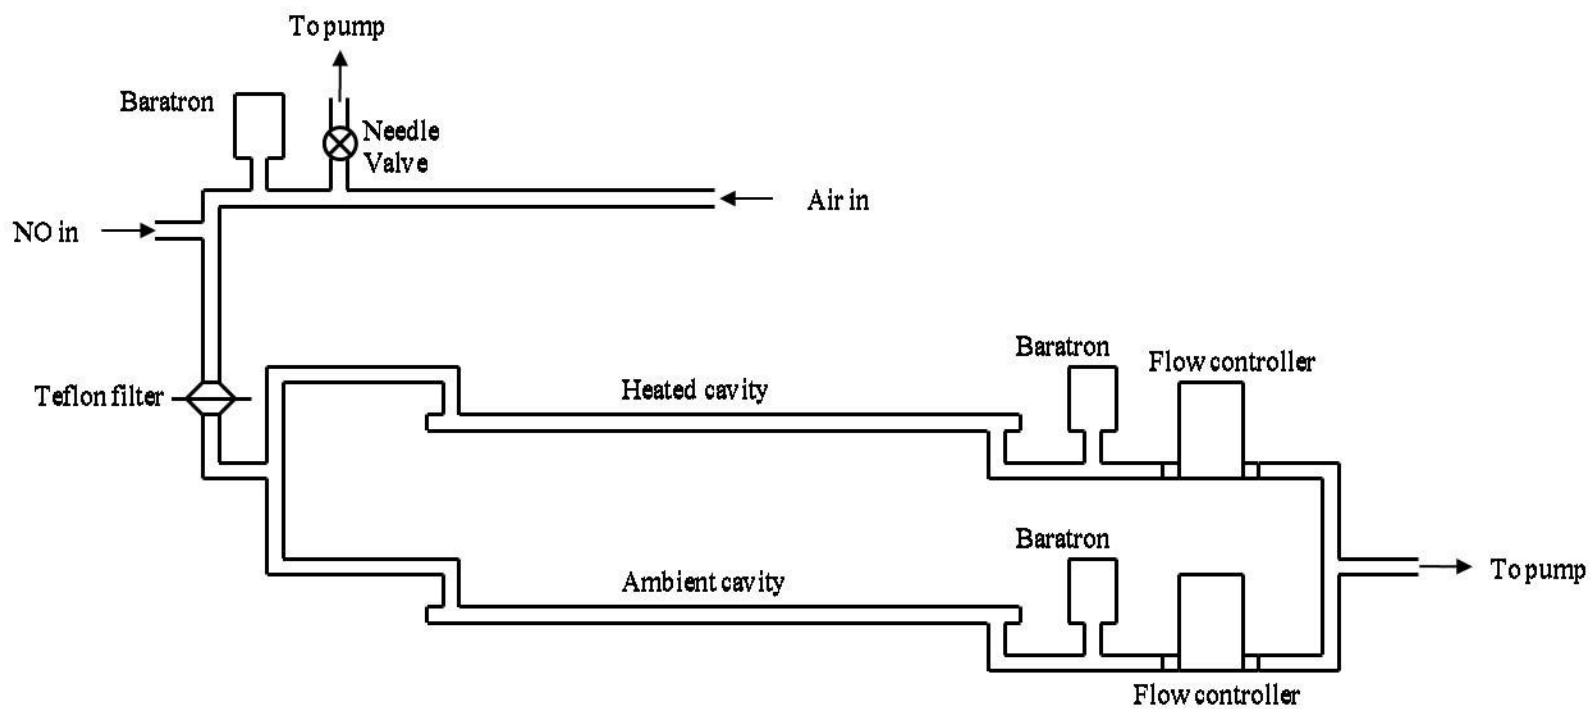 To pump
Baratron
Needle
Valve
Air in
NO in
Baratron
Flow controller
Teflon filter
Heated cavity
Baratron
Ambient cavity
To pump
Flow controller